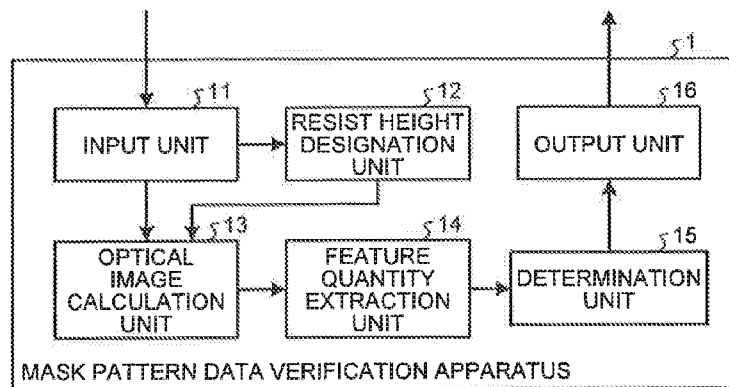 1
11
INPUT UNIT
12
RESIST HEIGHT
DESIGNATION
UNIT
16
OUTPUT UNIT
13
OPTICAL
IMAGE
CALCULATION
UNIT
14
FEATURE
QUANTITY
EXTRACTION
UNIT
15
DETERMINATION
UNIT
MASK PATTERN DATA VERIFICATION APPARATUS